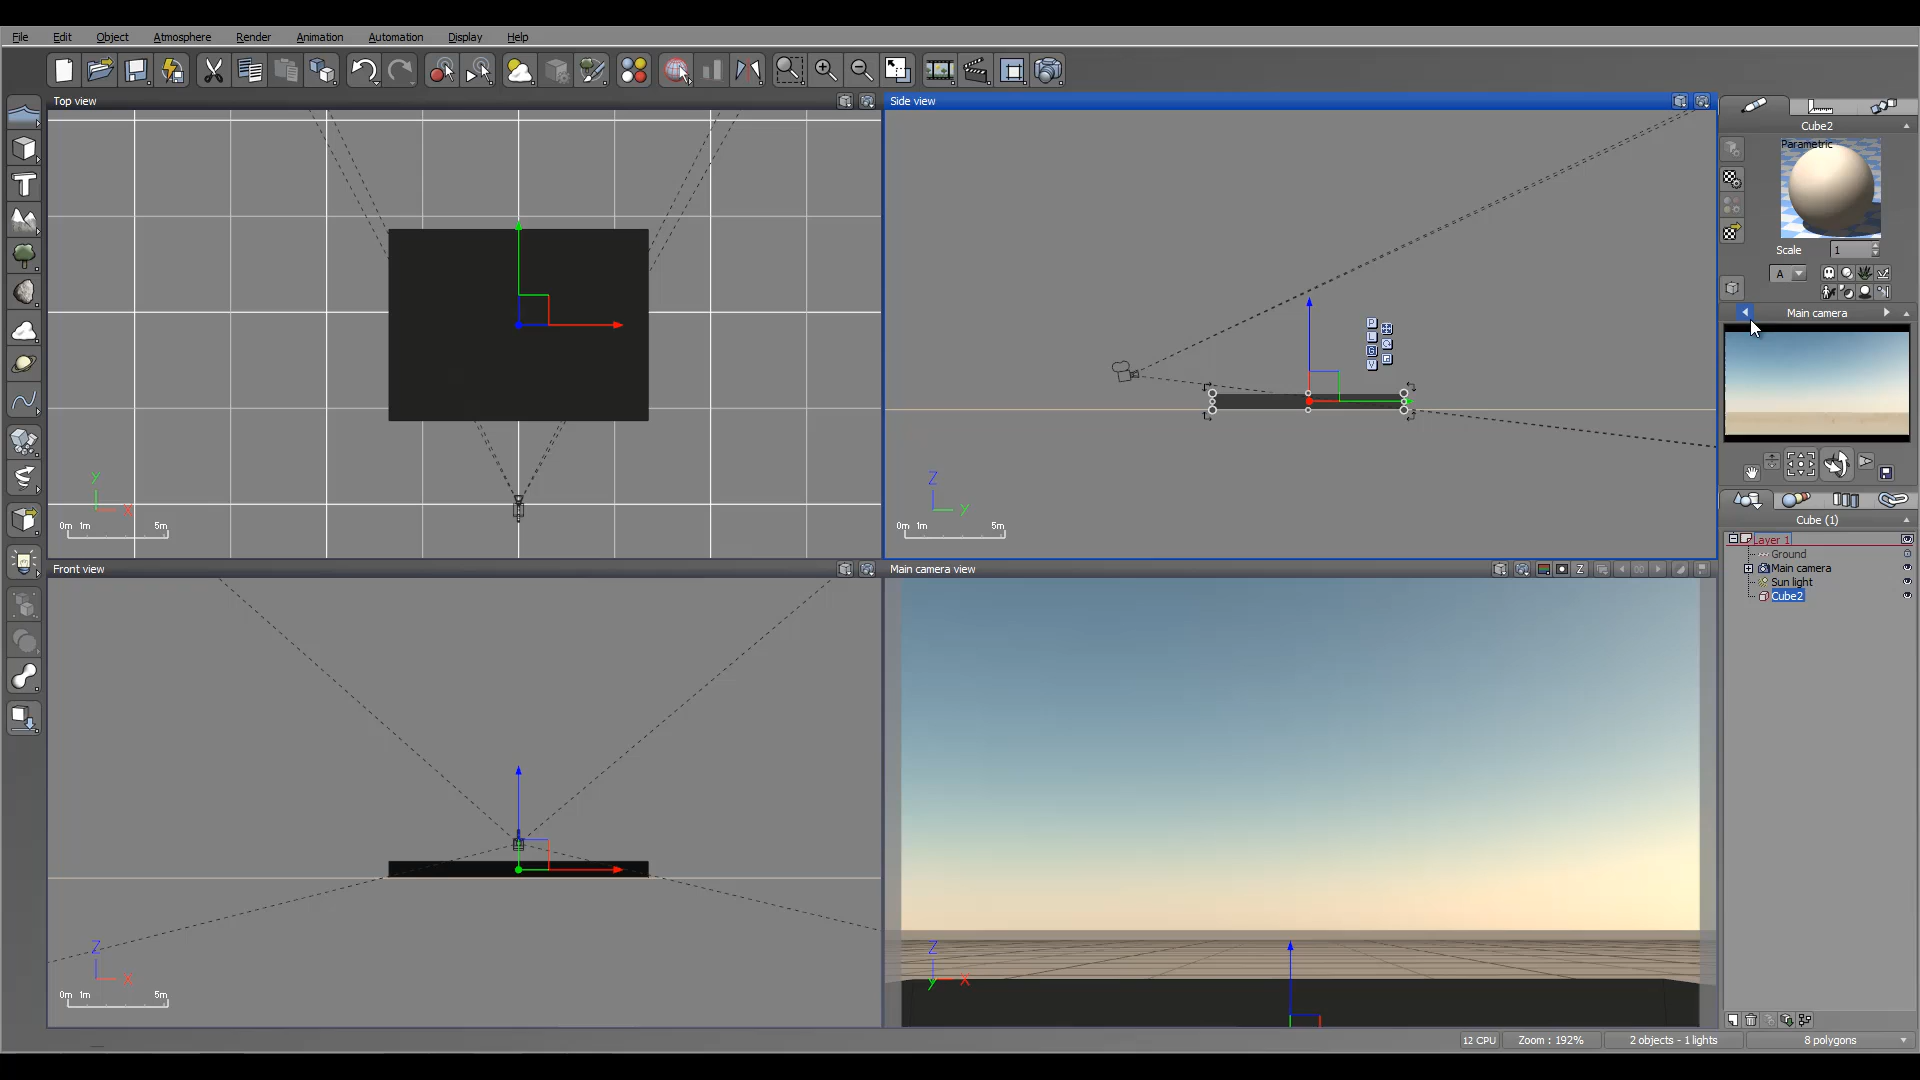 File Edit Object Atmosphere Render Animation Automation Display Help
Top view
Side view
Cube2
Parametric
Scale 1
A
Main camera
P
L
G
V
Y
X
0m 1m 5m
Z
Y
0m 1m 5m
Cube (1)
Layer 1
Ground
Main camera
Sun light
Cube2
Front view
Main camera view
Z
Z
X
0m 1m 5m
Z
Y X
12 CPU Zoom : 192% 2 objects - 1 lights 8 polygons